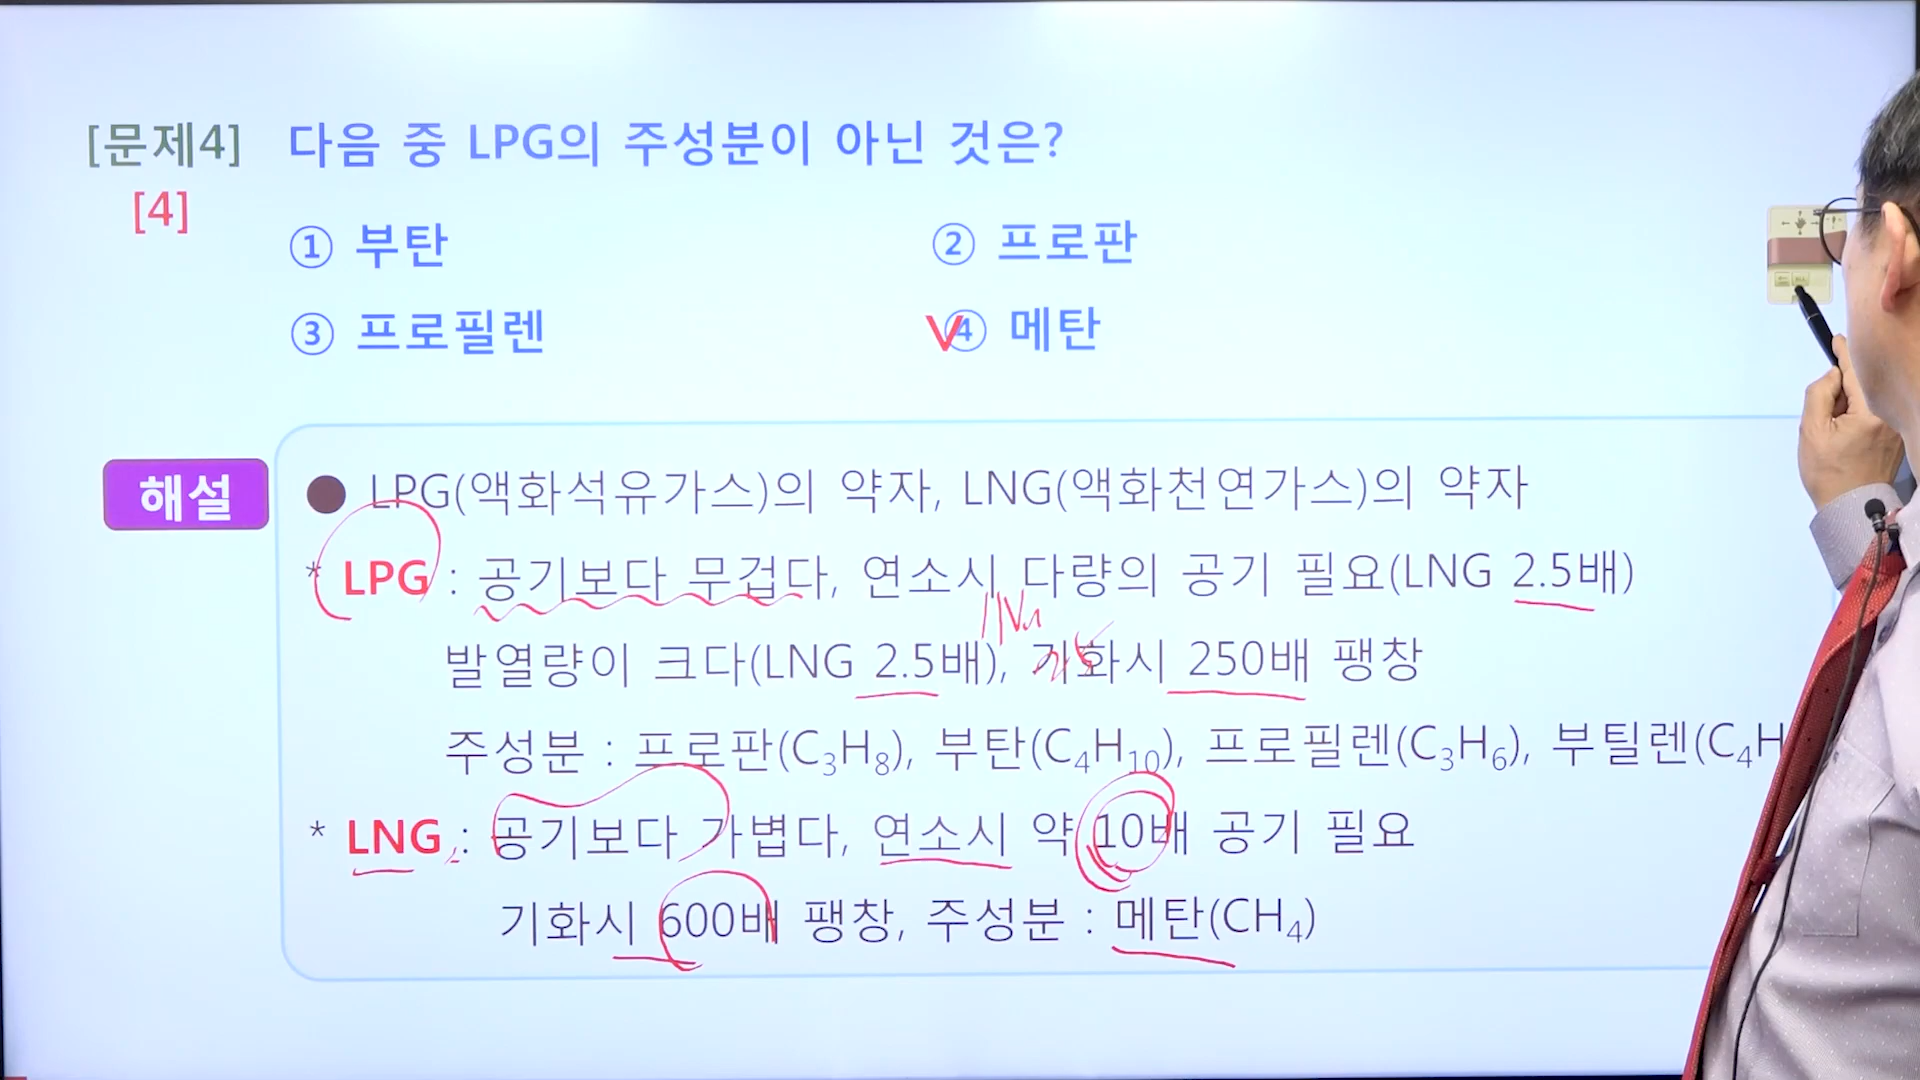 [문제4] 다음 중 LPG의 주성분이 아닌 것은?
[4]
① 부탄 ② 프로판
③ 프로필렌 ④ 메탄
해설
● LPG(액화석유가스)의 약자, LNG(액화천연가스)의 약자
* LPG : 공기보다 무겁다, 연소시 다량의 공기 필요(LNG 2.5배)
발열량이 크다(LNG 2.5배), 기화시 250배 팽창
주성분 : 프로판(C₃H₈), 부탄(C₄H₁₀), 프로필렌(C₃H₆), 부틸렌(C₄H
* LNG : 공기보다 가볍다, 연소시 약 10배 공기 필요
기화시 600배 팽창, 주성분 : 메탄(CH₄)